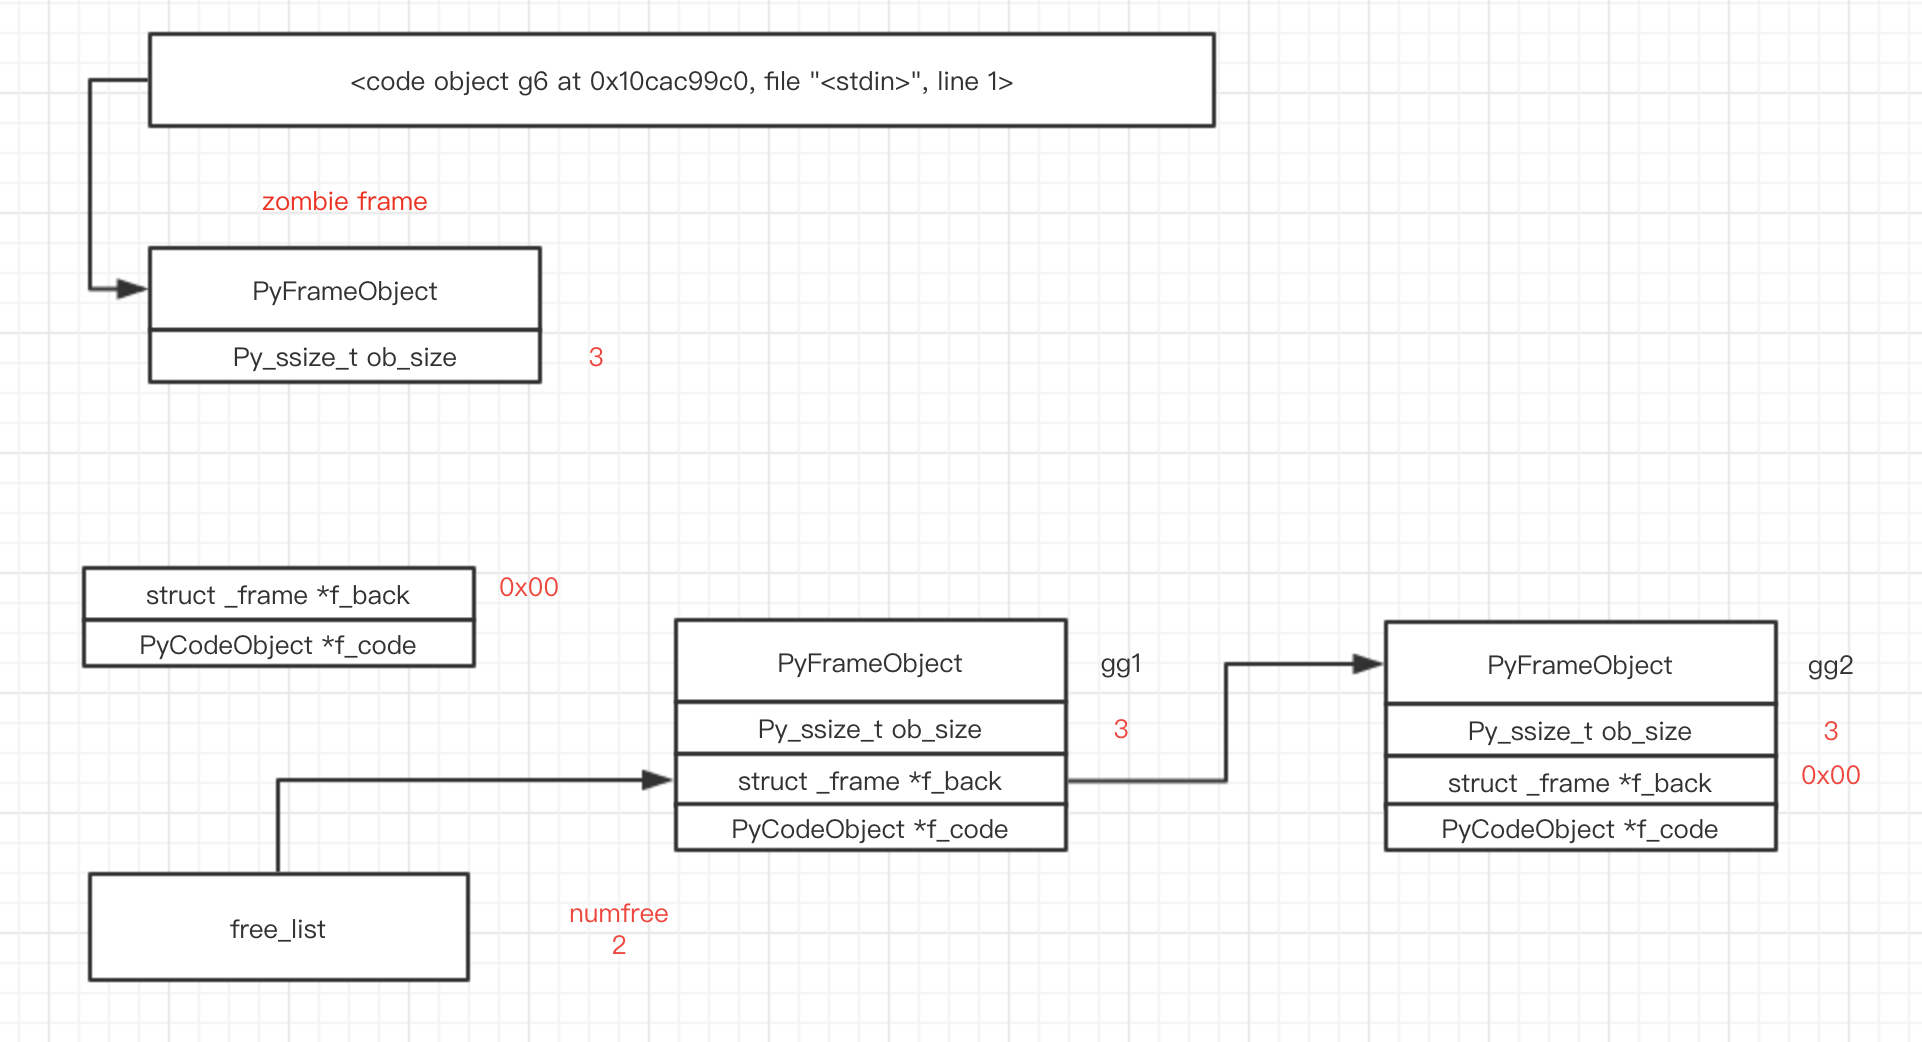 <code object g6 at 0x10cac99c0, file "<stdin>", line 1>
zombie frame
PyFrameObject
Py_ssize_t ob_size
3
struct _frame *f_back
0x00
PyCodeObject *f_code
PyFrameObject
gg1
Py_ssize_t ob_size
3
struct _frame *f_back
PyCodeObject *f_code
PyFrameObject
gg2
Py_ssize_t ob_size
3
struct _frame *f_back
0x00
PyCodeObject *f_code
free_list
numfree
2